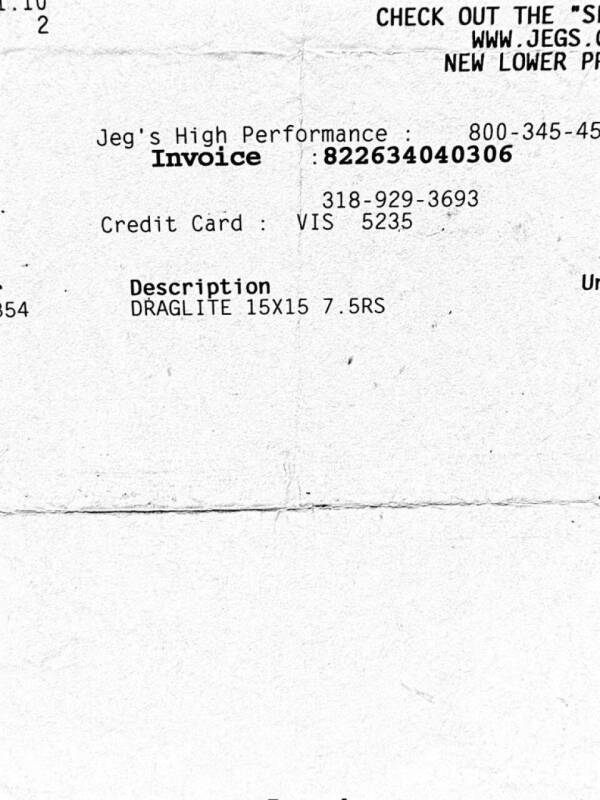 2
CHECK OUT THE "S
WWW.JEGS.
NEW LOWER
Jeg's High Performance : 800-345-45
Invoice :822634040306
318-929-3693
Credit Card : VIS 5235
Description
354 DRAGLITE 15X15 7.5RS